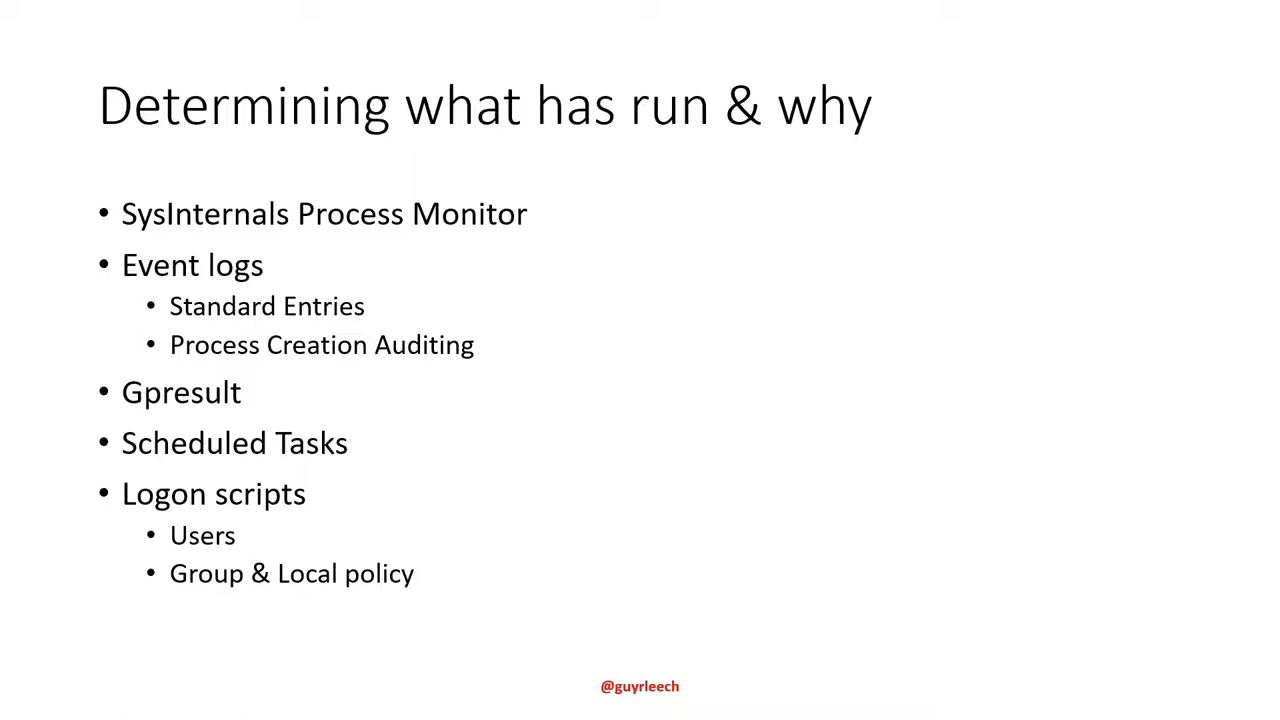 Determining what has run & why
• SysInternals Process Monitor
• Event logs
• Standard Entries
• Process Creation Auditing
• Gpresult
• Scheduled Tasks
• Logon scripts
• Users
• Group & Local policy
@guyrleech